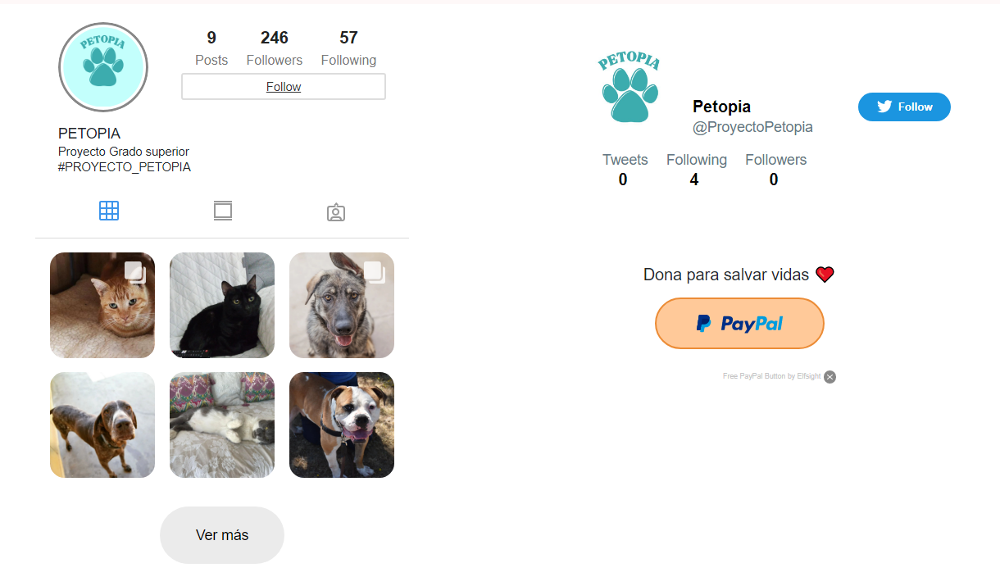 PETOPIA
9 246 57
Posts Followers Following
Follow
PETOPIA
Proyecto Grado superior
#PROYECTO_PETOPIA
Ver más
PETOPIA
Petopia
@ProyectoPetopia
Follow
Tweets Following Followers
0 4 0
Dona para salvar vidas
PayPal
Free PayPal Button by Elfsight